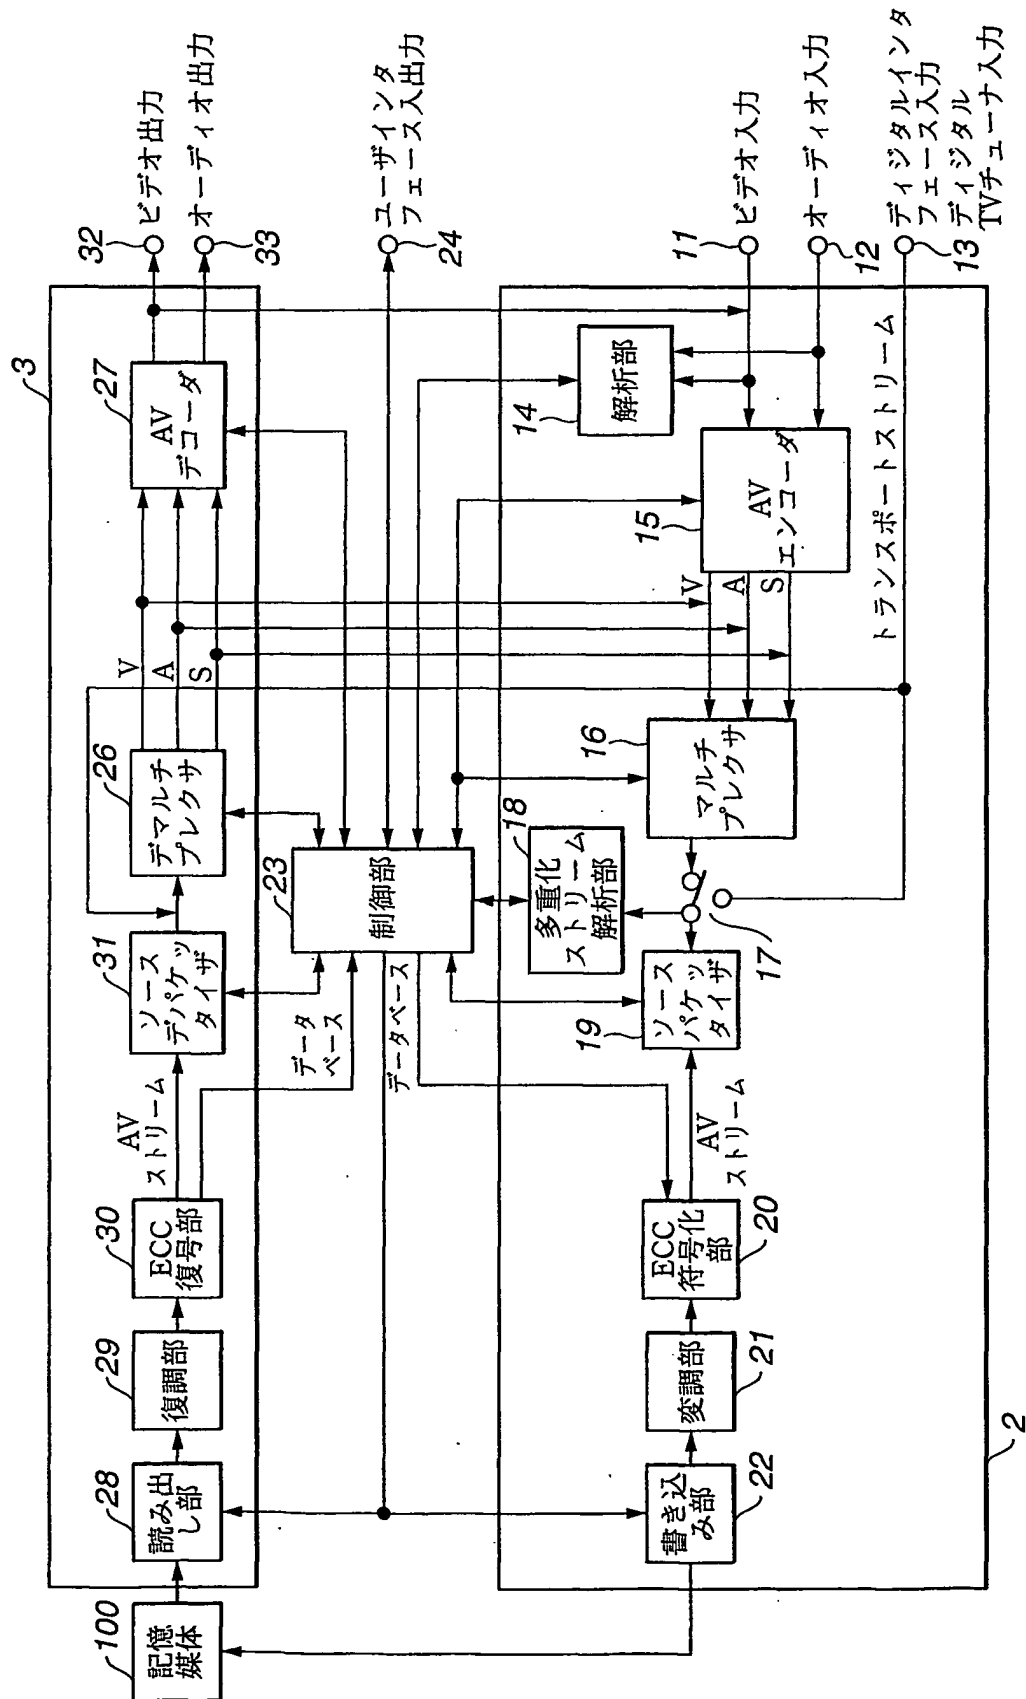 3
100
記憶
媒体
28
読み出
し部
29
復調部
30
ECC
復号部
AV
ストリーム
31
ソース
デパケッ
タイザ
26
デマルチ
プレクサ
V
A
S
27
AV
デコーダ
32
ビデオ出力
33
オーディオ出力
データ
ベース
データベース
23
制御部
24
ユーザインタ
フェース入出力
2
22
書き込
み部
21
変調部
20
ECC
符号化
部
AV
ストリーム
19
ソース
パケッ
タイザ
18
多重化
ストリーム
解析部
17
16
マルチ
プレクサ
V
A
S
15
AV
エンコーダ
14
解析部
トランスポートストリーム
11
ビデオ入力
12
オーディオ入力
13
ディジタルインタ
フェース入力
ディジタル
TVチューナ入力